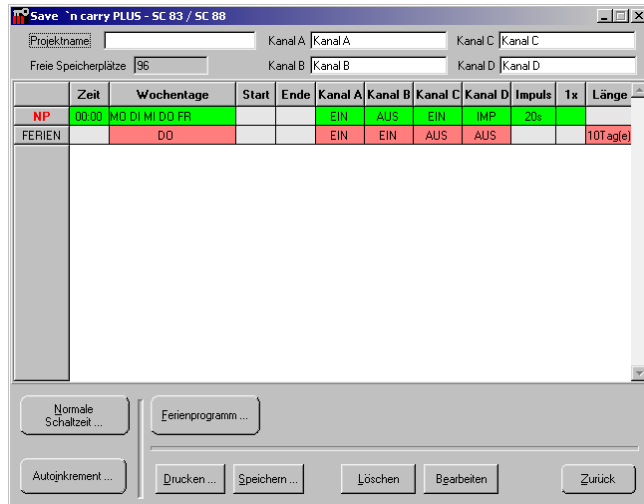 Save `n carry PLUS - SC 83 / SC 88
Projektname Kanal A Kanal A Kanal C Kanal C
Freie Speicherplätze 96 Kanal B Kanal B Kanal D Kanal D
Zeit Wochentage Start Ende Kanal A Kanal B Kanal C Kanal D Impuls 1x Länge
NP 00:00 MO DI MI DO FR EIN AUS EIN IMP 20s
FERIEN DO EIN EIN AUS AUS 10Tag(e)
Normale
Schaltzeit ...
Ferienprogramm ...
Autoinkrement ... Drucken ... Speichern ... Löschen Bearbeiten Zurück